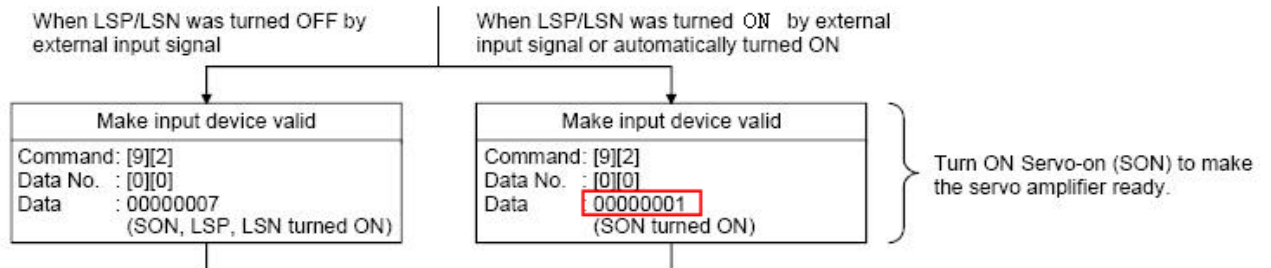 When LSP/LSN was turned OFF by
external input signal
When LSP/LSN was turned ON by external
input signal or automatically turned ON
Make input device valid
Command: [9][2]
Data No. : [0][0]
Data : 00000007
(SON, LSP, LSN turned ON)
Make input device valid
Command: [9][2]
Data No. : [0][0]
Data : 00000001
(SON turned ON)
Turn ON Servo-on (SON) to make
the servo amplifier ready.